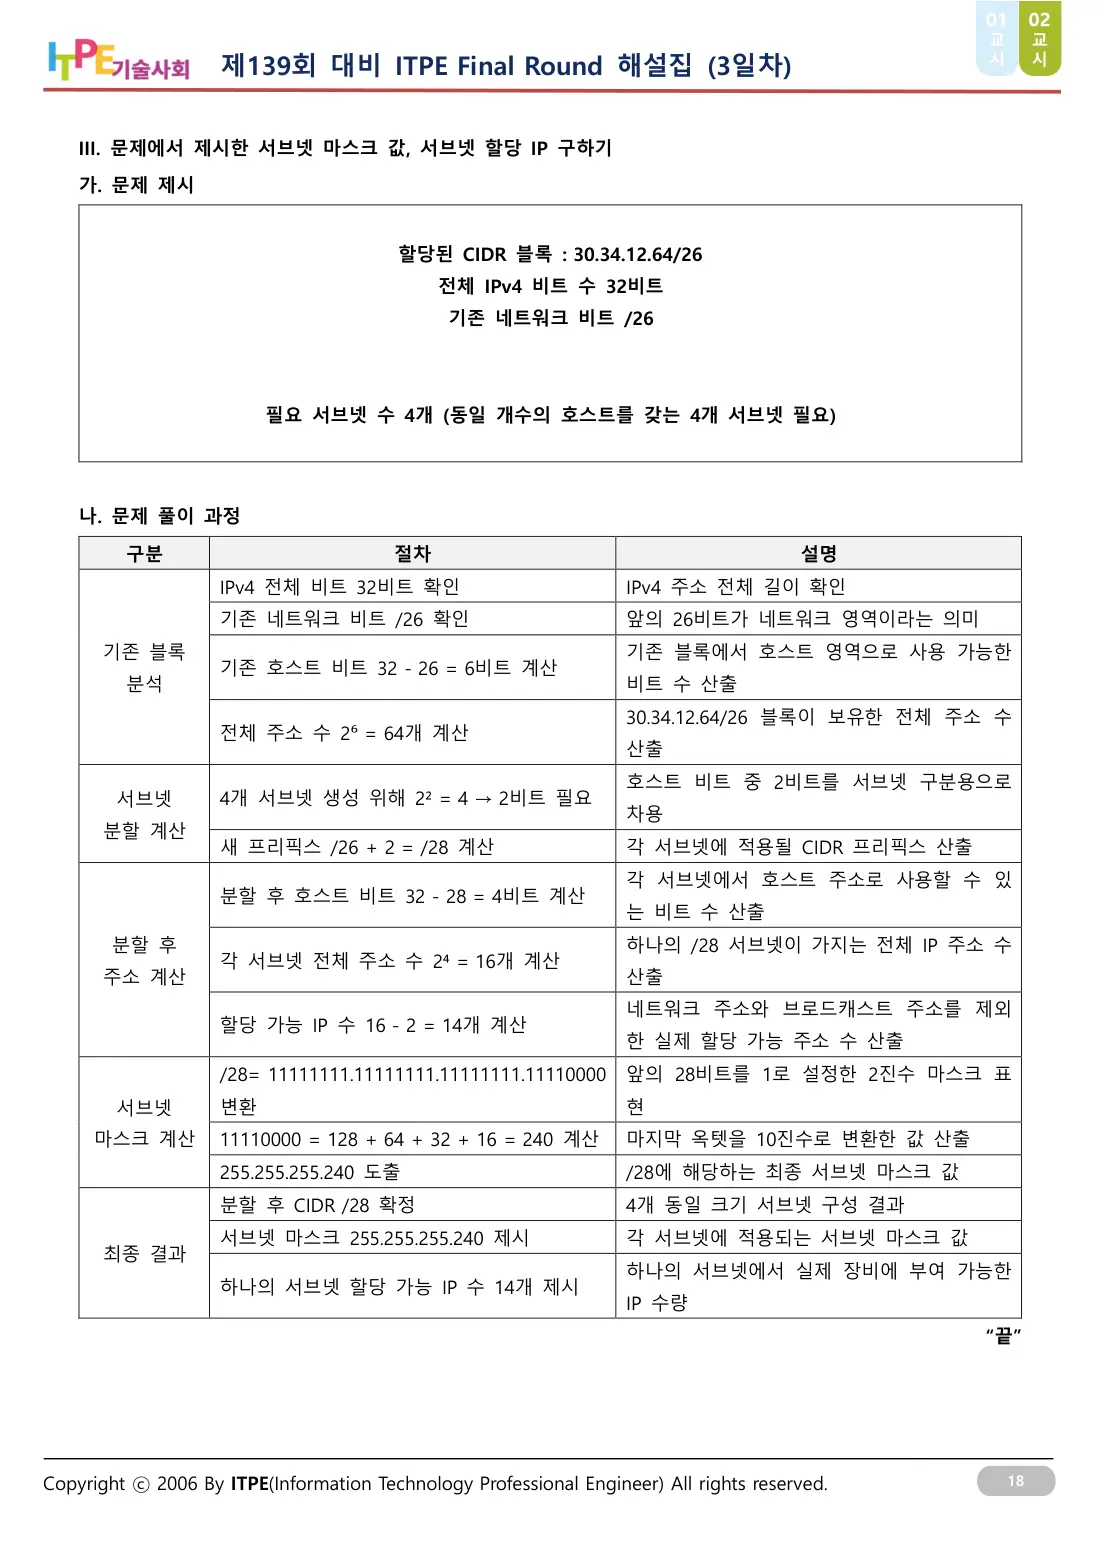 ITPE기술사회 제139회 대비 ITPE Final Round 해설집 (3일차)
01
교
시
02
교
시
III. 문제에서 제시한 서브넷 마스크 값, 서브넷 할당 IP 구하기
가. 문제 제시
할당된 CIDR 블록 : 30.34.12.64/26
전체 IPv4 비트 수 32비트
기존 네트워크 비트 /26
필요 서브넷 수 4개 (동일 개수의 호스트를 갖는 4개 서브넷 필요)
나. 문제 풀이 과정
구분 절차 설명
기존 블록
분석
IPv4 전체 비트 32비트 확인
IPv4 주소 전체 길이 확인
기존 네트워크 비트 /26 확인
앞의 26비트가 네트워크 영역이라는 의미
기존 호스트 비트 32 - 26 = 6비트 계산
기존 블록에서 호스트 영역으로 사용 가능한
비트 수 산출
전체 주소 수 2⁶ = 64개 계산
30.34.12.64/26 블록이 보유한 전체 주소 수
산출
서브넷
분할 계산
4개 서브넷 생성 위해 2² = 4 → 2비트 필요
호스트 비트 중 2비트를 서브넷 구분용으로
차용
새 프리픽스 /26 + 2 = /28 계산
각 서브넷에 적용될 CIDR 프리픽스 산출
분할 후
주소 계산
분할 후 호스트 비트 32 - 28 = 4비트 계산
각 서브넷에서 호스트 주소로 사용할 수 있
는 비트 수 산출
각 서브넷 전체 주소 수 2⁴ = 16개 계산
하나의 /28 서브넷이 가지는 전체 IP 주소 수
산출
할당 가능 IP 수 16 - 2 = 14개 계산
네트워크 주소와 브로드캐스트 주소를 제외
한 실제 할당 가능 주소 수 산출
서브넷
마스크 계산
/28= 11111111.11111111.11111111.11110000
변환
앞의 28비트를 1로 설정한 2진수 마스크 표
현
11110000 = 128 + 64 + 32 + 16 = 240 계산
마지막 옥텟을 10진수로 변환한 값 산출
255.255.255.240 도출
/28에 해당하는 최종 서브넷 마스크 값
최종 결과
분할 후 CIDR /28 확정
4개 동일 크기 서브넷 구성 결과
서브넷 마스크 255.255.255.240 제시
각 서브넷에 적용되는 서브넷 마스크 값
하나의 서브넷 할당 가능 IP 수 14개 제시
하나의 서브넷에서 실제 장비에 부여 가능한
IP 수량
“끝”
Copyright ⓒ 2006 By ITPE(Information Technology Professional Engineer) All rights reserved.
18